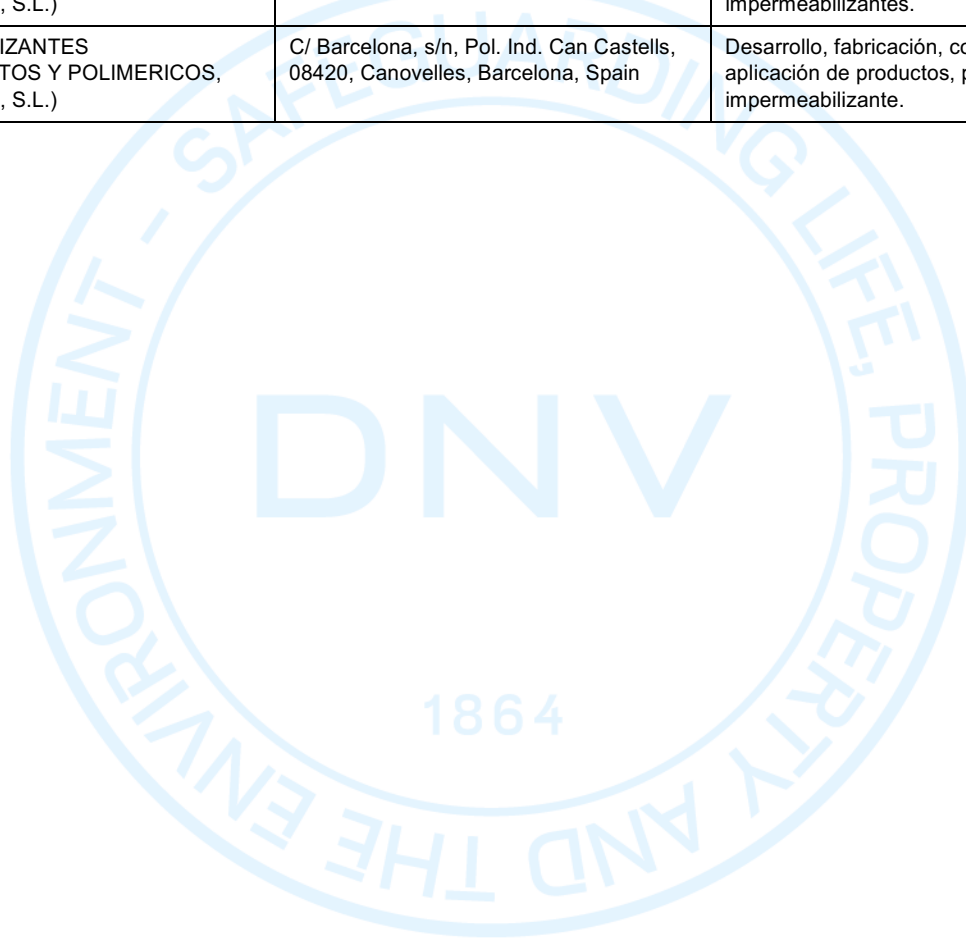 , S.L.)
impermeabilizantes.
IZANTES
TOS Y POLIMERICOS,
, S.L.)
C/ Barcelona, s/n, Pol. Ind. Can Castells,
08420, Canovelles, Barcelona, Spain
Desarrollo, fabricación, co
aplicación de productos, p
impermeabilizante.
SAFEGUARDING LIFE, PROPERTY AND THE ENVIRONMENT -
DNV
1864